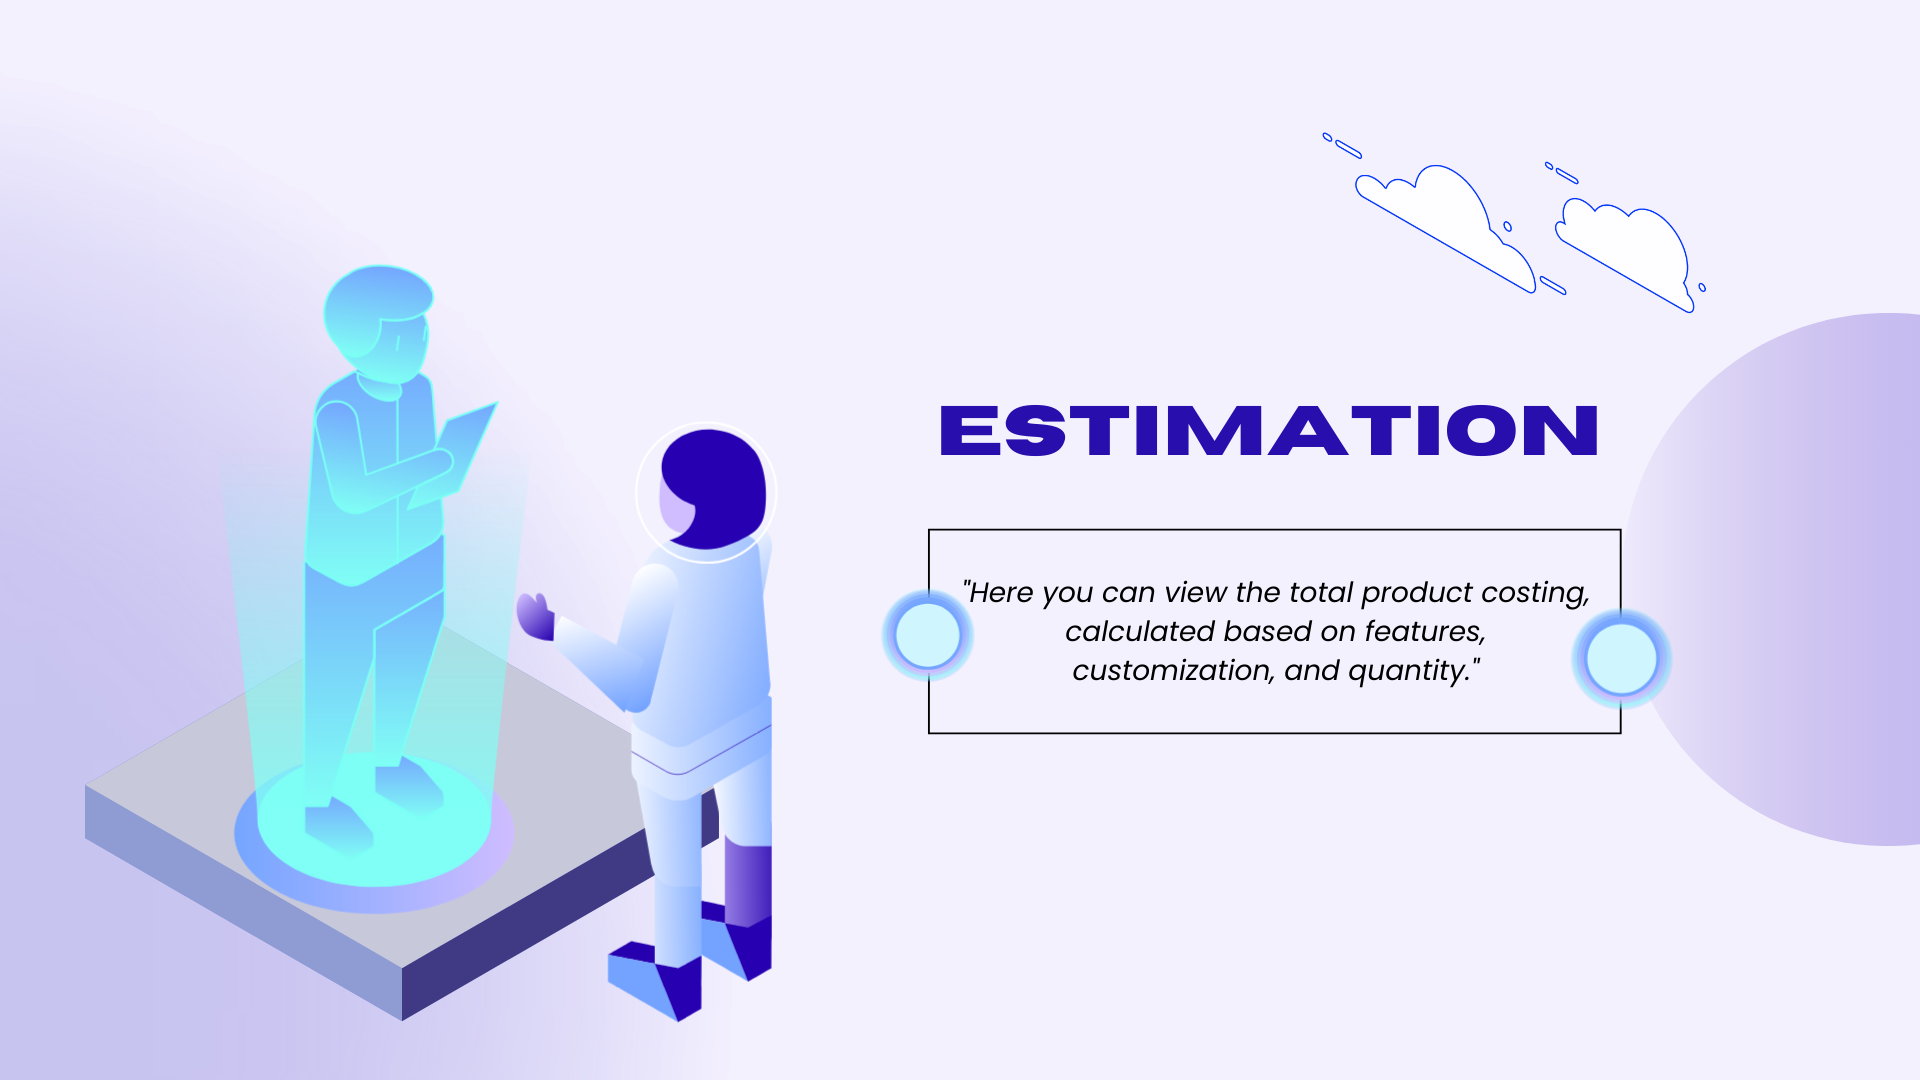 ESTIMATION
"Here you can view the total product costing,
calculated based on features,
customization, and quantity."